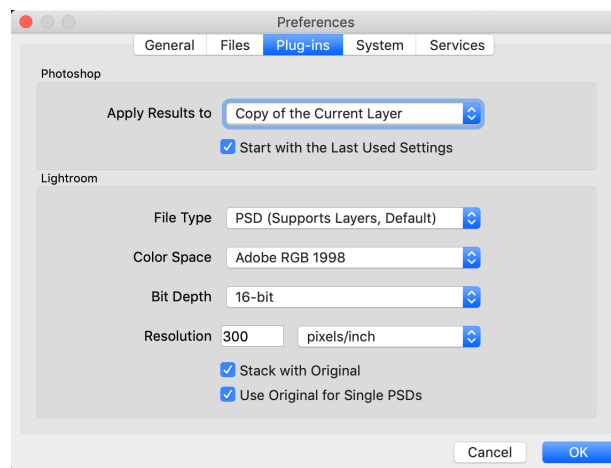 Preferences
General Files Plug-ins System Services
Photoshop
Apply Results to Copy of the Current Layer
Start with the Last Used Settings
Lightroom
File Type PSD (Supports Layers, Default)
Color Space Adobe RGB 1998
Bit Depth 16-bit
Resolution 300 pixels/inch
Stack with Original
Use Original for Single PSDs
Cancel OK